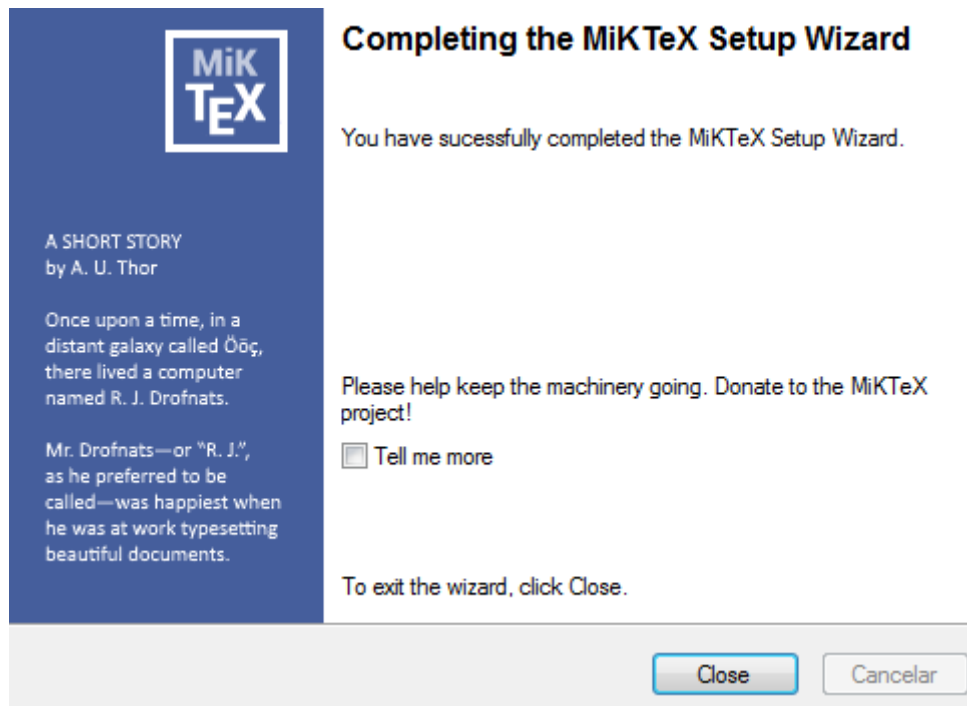 MiK
TEX
A SHORT STORY
by A. U. Thor
Once upon a time, in a
distant galaxy called Ööç,
there lived a computer
named R. J. Drofnats.
Mr. Drofnats—or “R. J.”,
as he preferred to be
called—was happiest when
he was at work typesetting
beautiful documents.
Completing the MiKTeX Setup Wizard
You have sucessfully completed the MiKTeX Setup Wizard.
Please help keep the machinery going. Donate to the MiKTeX
project!
Tell me more
To exit the wizard, click Close.
Close
Cancelar